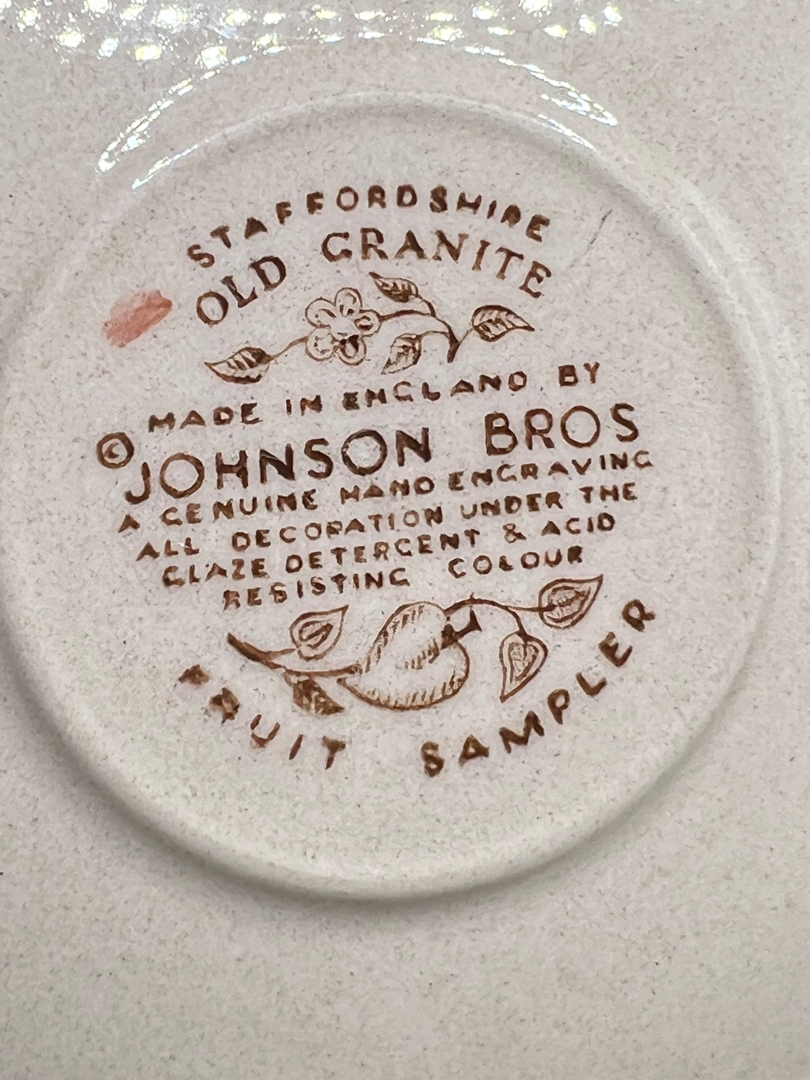 STAFFORDSHIRE
OLD GRANITE
MADE IN ENGLAND BY
© JOHNSON BROS
A GENUINE HAND ENGRAVING
ALL DECORATION UNDER THE
GLAZE DETERGENT & ACID
RESISTING COLOUR
FRUIT SAMPLER